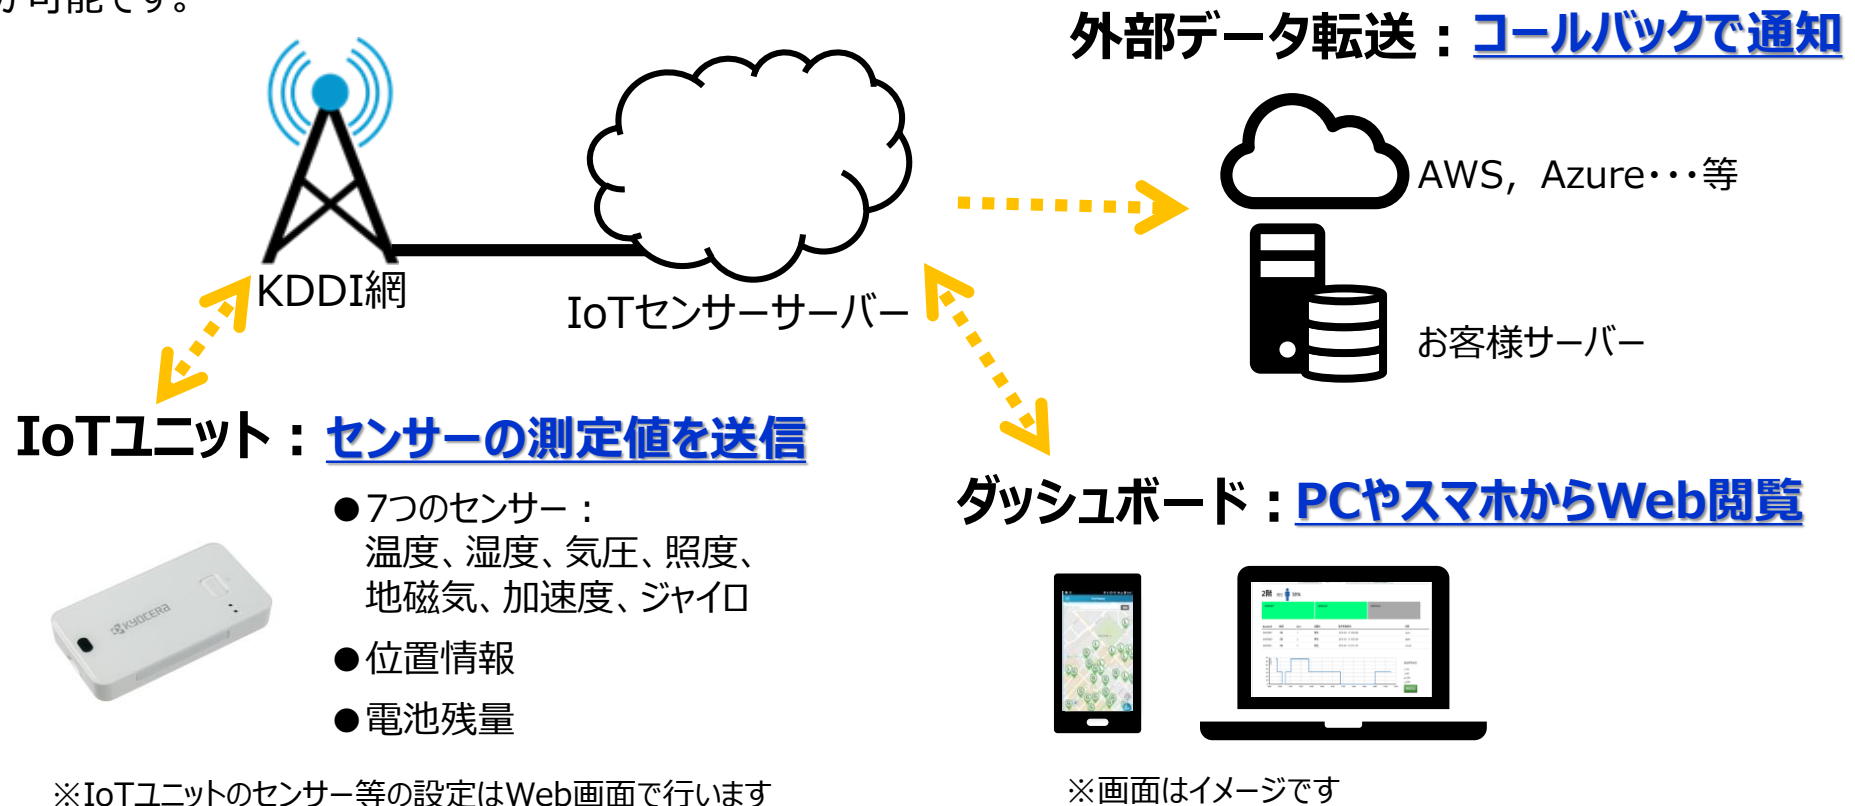 が可能です。
外部データ転送：コールバックで通知
AWS, Azure・・・等
KDDI網
IoTセンサーサーバー
お客様サーバー
IoTユニット：センサーの測定値を送信
●7つのセンサー：
温度、湿度、気圧、照度、
地磁気、加速度、ジャイロ
●位置情報
●電池残量
KYOCERA
※IoTユニットのセンサー等の設定はWeb画面で行います
ダッシュボード：PCやスマホからWeb閲覧
2階
※画面はイメージです